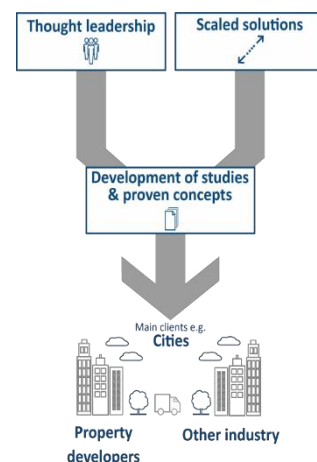 Thought leadership
Scaled solutions
Development of studies
& proven concepts
Main clients e.g.
Cities
Property
developers
Other industry